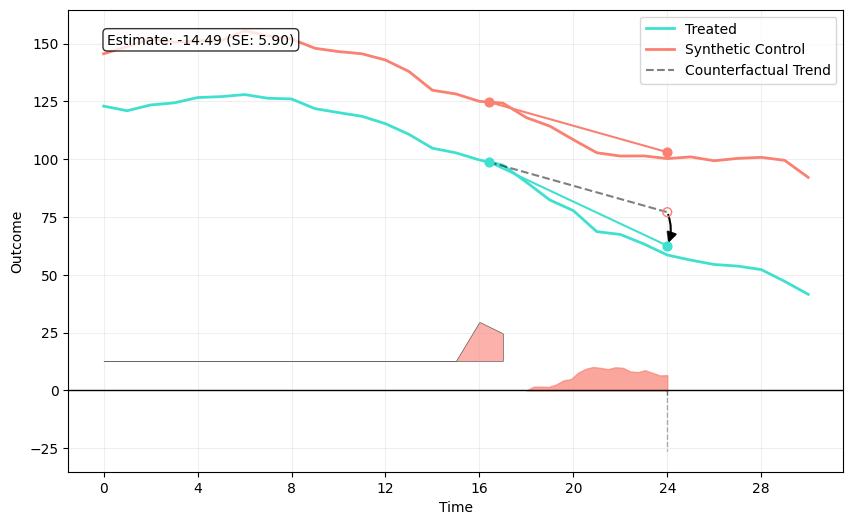 Estimate: -14.49 (SE: 5.90)
Treated
Synthetic Control
Counterfactual Trend
Outcome
150
125
100
75
50
25
0
−25
0 4 8 12 16 20 24 28
Time